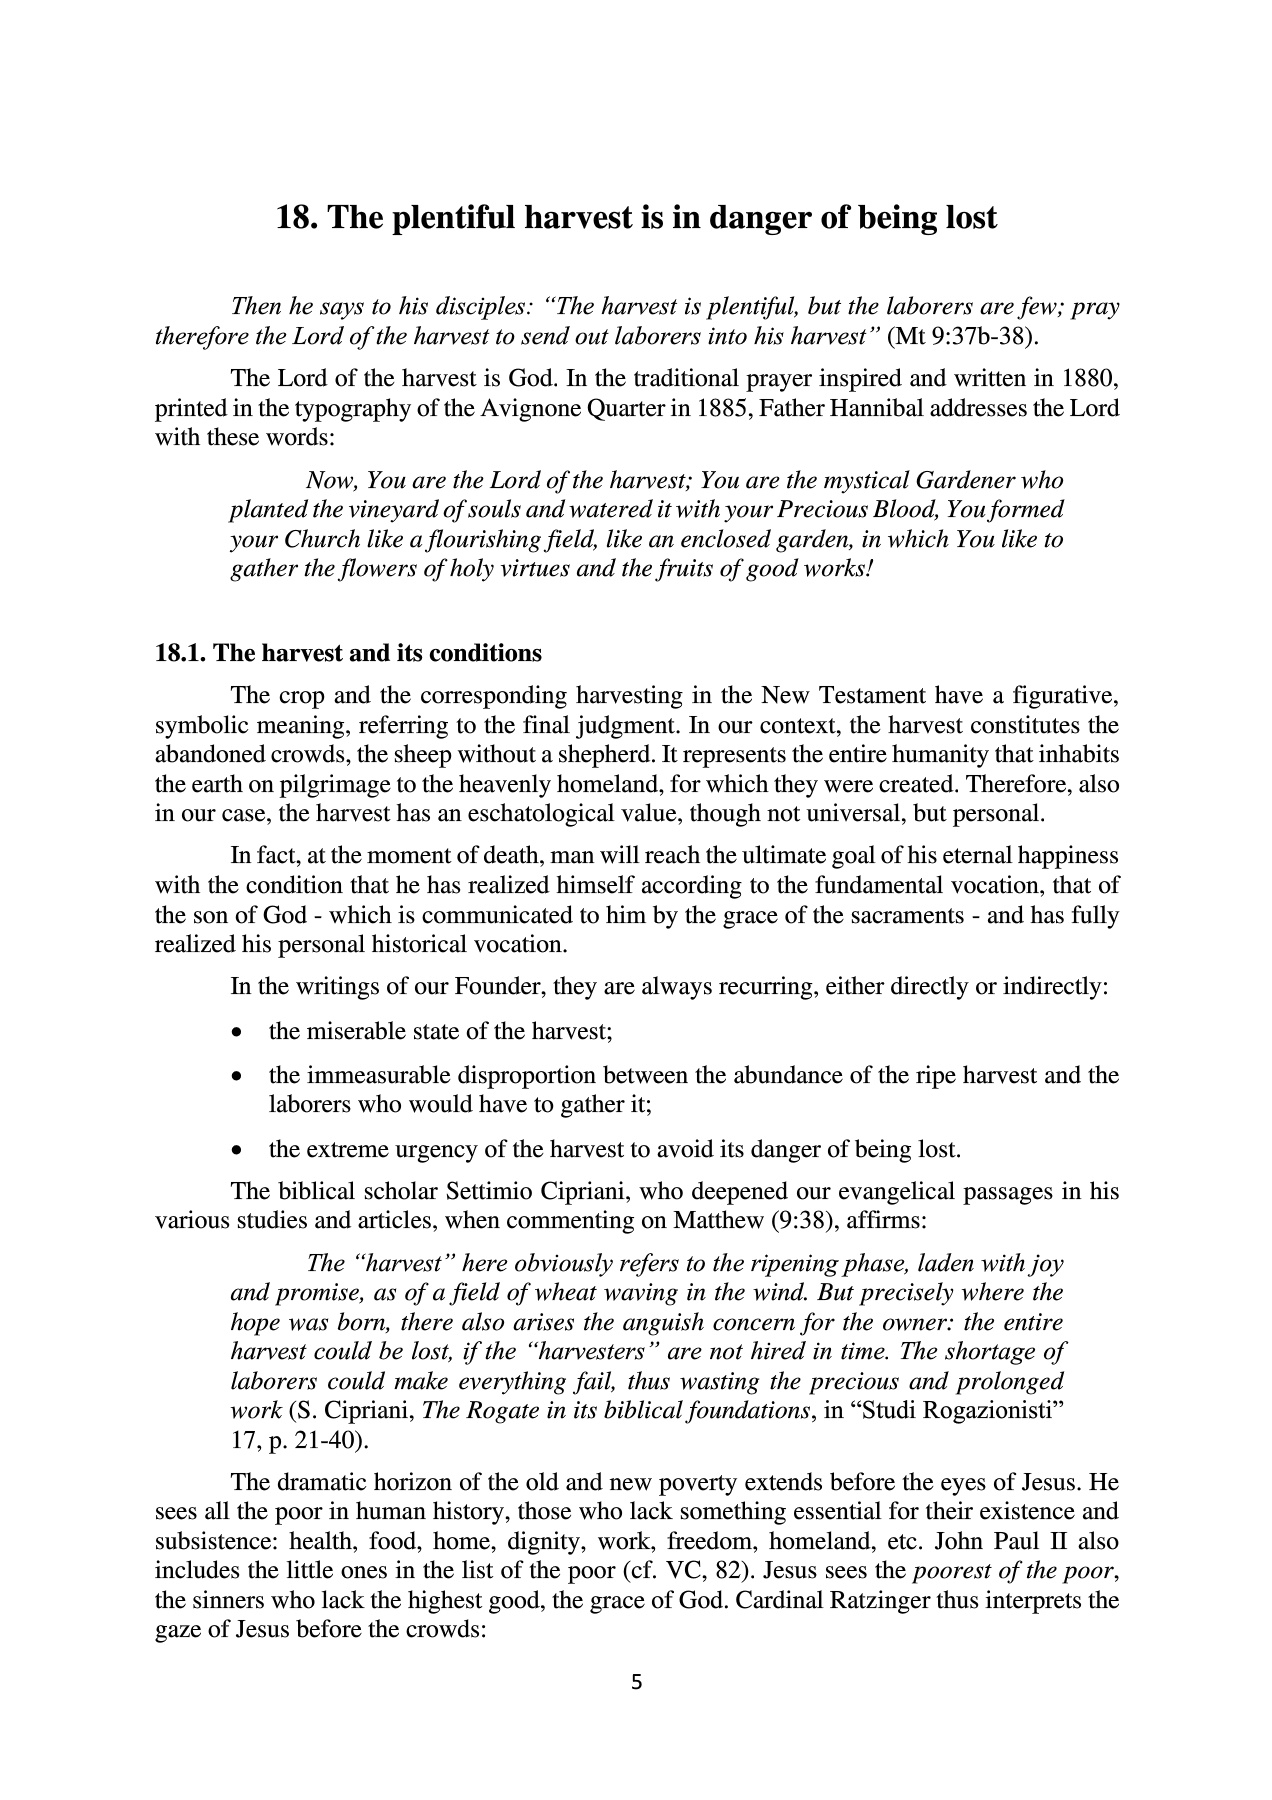 18. The plentiful harvest is in danger of being lost
Then he says to his disciples: “The harvest is plentiful, but the laborers are few; pray
therefore the Lord of the harvest to send out laborers into his harvest” (Mt 9:37b-38).
The Lord of the harvest is God. In the traditional prayer inspired and written in 1880,
printed in the typography of the Avignone Quarter in 1885, Father Hannibal addresses the Lord
with these words:
Now, You are the Lord of the harvest; You are the mystical Gardener who
planted the vineyard of souls and watered it with your Precious Blood, You formed
your Church like a flourishing field, like an enclosed garden, in which You like to
gather the flowers of holy virtues and the fruits of good works!
18.1. The harvest and its conditions
The crop and the corresponding harvesting in the New Testament have a figurative,
symbolic meaning, referring to the final judgment. In our context, the harvest constitutes the
abandoned crowds, the sheep without a shepherd. It represents the entire humanity that inhabits
the earth on pilgrimage to the heavenly homeland, for which they were created. Therefore, also
in our case, the harvest has an eschatological value, though not universal, but personal.
In fact, at the moment of death, man will reach the ultimate goal of his eternal happiness
with the condition that he has realized himself according to the fundamental vocation, that of
the son of God - which is communicated to him by the grace of the sacraments - and has fully
realized his personal historical vocation.
In the writings of our Founder, they are always recurring, either directly or indirectly:
• the miserable state of the harvest;
• the immeasurable disproportion between the abundance of the ripe harvest and the
laborers who would have to gather it;
• the extreme urgency of the harvest to avoid its danger of being lost.
The biblical scholar Settimio Cipriani, who deepened our evangelical passages in his
various studies and articles, when commenting on Matthew (9:38), affirms:
The “harvest” here obviously refers to the ripening phase, laden with joy
and promise, as of a field of wheat waving in the wind. But precisely where the
hope was born, there also arises the anguish concern for the owner: the entire
harvest could be lost, if the “harvesters” are not hired in time. The shortage of
laborers could make everything fail, thus wasting the precious and prolonged
work (S. Cipriani, The Rogate in its biblical foundations, in “Studi Rogazionisti”
17, p. 21-40).
The dramatic horizon of the old and new poverty extends before the eyes of Jesus. He
sees all the poor in human history, those who lack something essential for their existence and
subsistence: health, food, home, dignity, work, freedom, homeland, etc. John Paul II also
includes the little ones in the list of the poor (cf. VC, 82). Jesus sees the poorest of the poor,
the sinners who lack the highest good, the grace of God. Cardinal Ratzinger thus interprets the
gaze of Jesus before the crowds:
5